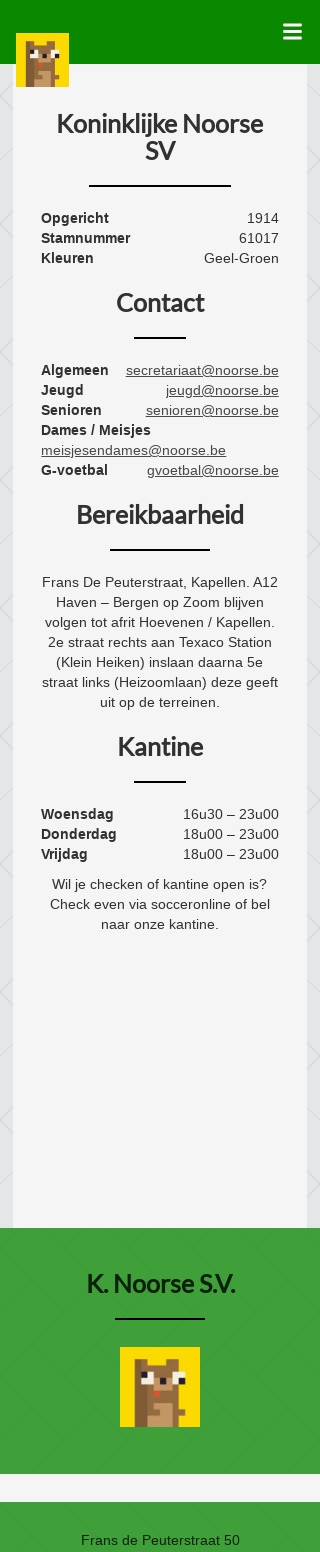 Koninklijke Noorse
SV
Opgericht 1914
Stamnummer 61017
Kleuren Geel-Groen
Contact
Algemeen secretariaat@noorse.be
Jeugd jeugd@noorse.be
Senioren senioren@noorse.be
Dames / Meisjes
meisjesendames@noorse.be
G-voetbal gvoetbal@noorse.be
Bereikbaarheid
Frans De Peuterstraat, Kapellen. A12
Haven – Bergen op Zoom blijven
volgen tot afrit Hoevenen / Kapellen.
2e straat rechts aan Texaco Station
(Klein Heiken) inslaan daarna 5e
straat links (Heizoomlaan) deze geeft
uit op de terreinen.
Kantine
Woensdag 16u30 – 23u00
Donderdag 18u00 – 23u00
Vrijdag 18u00 – 23u00
Wil je checken of kantine open is?
Check even via socceronline of bel
naar onze kantine.
K. Noorse S.V.
Frans de Peuterstraat 50